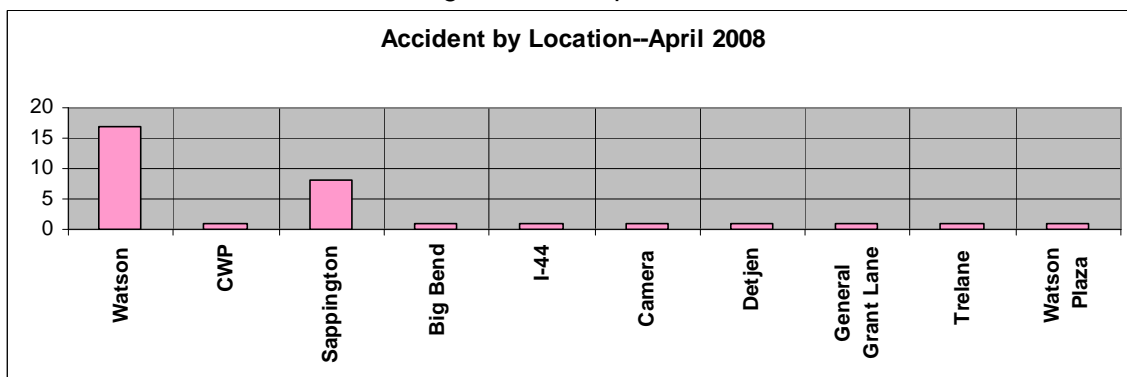 Accident by Location--April 2008
20
15
10
5
0
Watson
CWP
Sappington
Big Bend
I-44
Camera
Detjen
General
Grant Lane
Trelane
Watson
Plaza